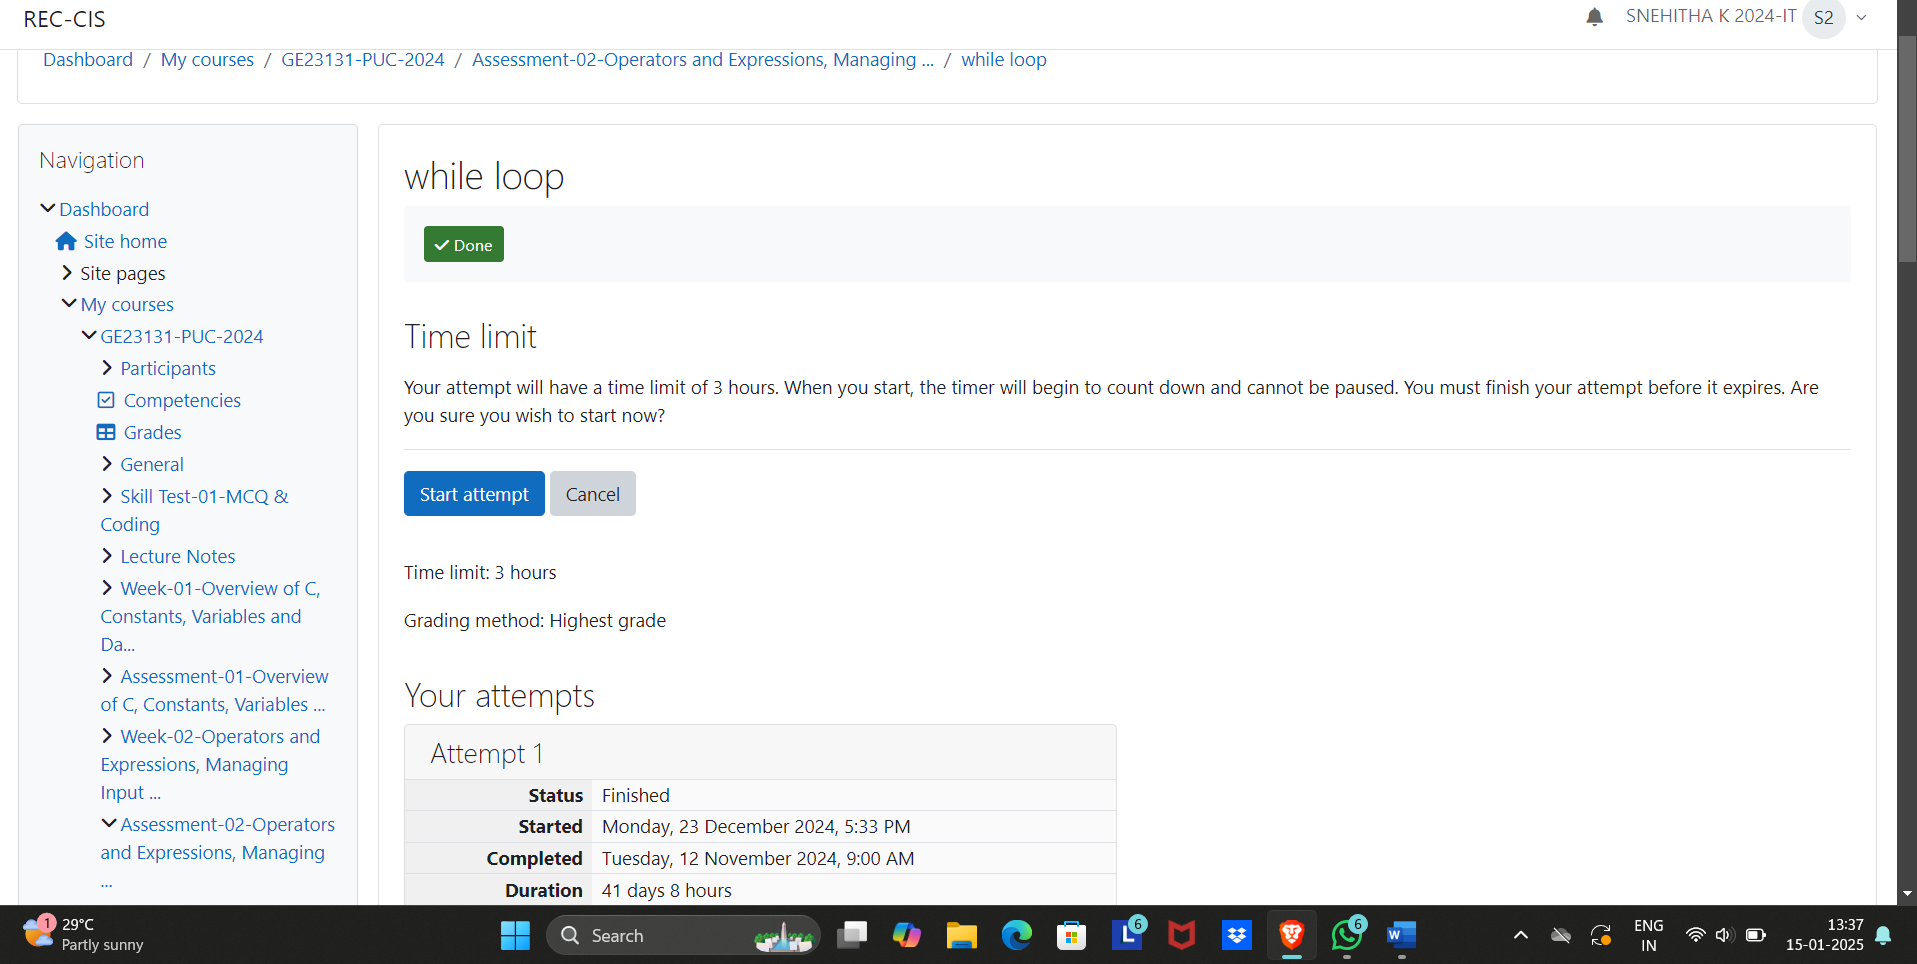 REC-CIS
SNEHITHA K 2024-IT S2
Dashboard / My courses / GE23131-PUC-2024 / Assessment-02-Operators and Expressions, Managing ... / while loop
Navigation
Dashboard
Site home
Site pages
My courses
GE23131-PUC-2024
Participants
Competencies
Grades
General
Skill Test-01-MCQ &
Coding
Lecture Notes
Week-01-Overview of C,
Constants, Variables and
Da...
Assessment-01-Overview
of C, Constants, Variables ...
Week-02-Operators and
Expressions, Managing
Input ...
Assessment-02-Operators
and Expressions, Managing
...
while loop
Done
Time limit
Your attempt will have a time limit of 3 hours. When you start, the timer will begin to count down and cannot be paused. You must finish your attempt before it expires. Are
you sure you wish to start now?
Start attempt Cancel
Time limit: 3 hours
Grading method: Highest grade
Your attempts
Attempt 1
Status Finished
Started Monday, 23 December 2024, 5:33 PM
Completed Tuesday, 12 November 2024, 9:00 AM
Duration 41 days 8 hours
1
29°C
Partly sunny
Search
L 6
6
W
ENG
IN
13:37
15-01-2025